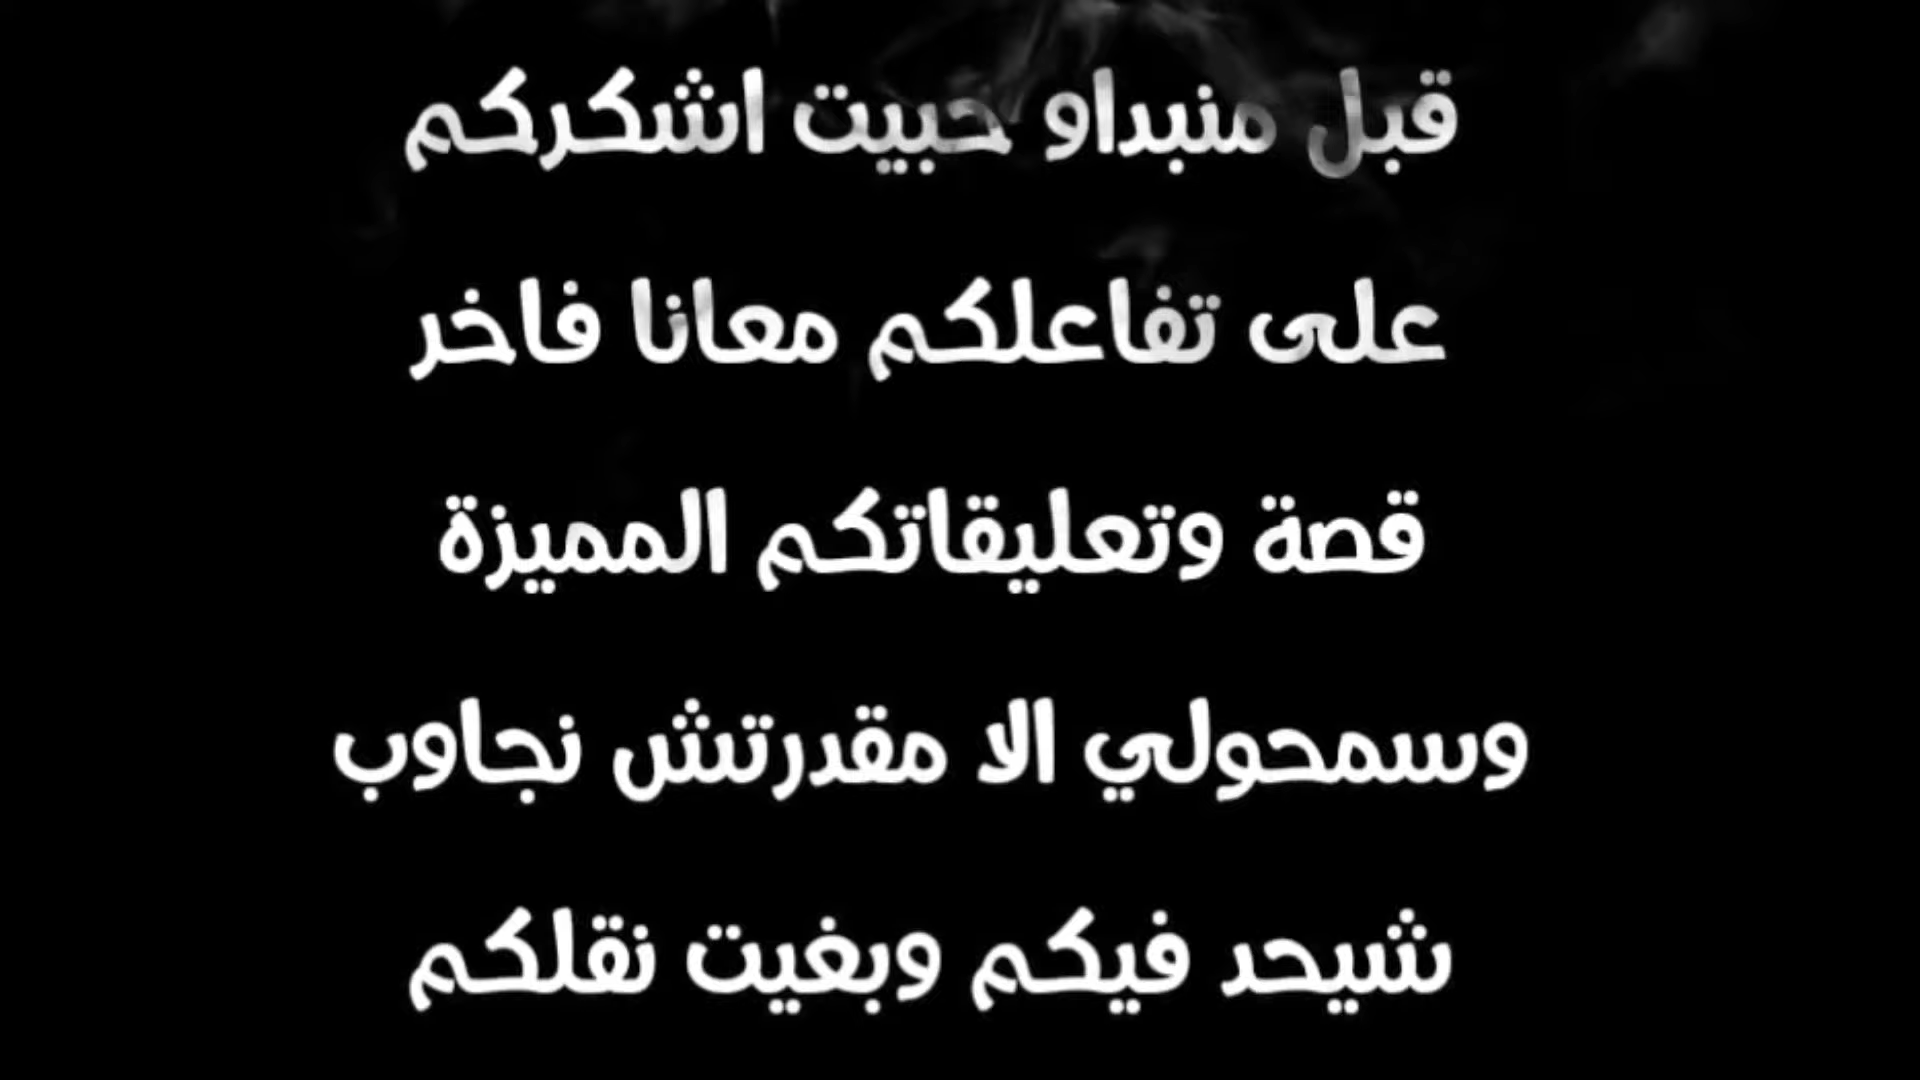 قبل منبداو حبيت اشكركم
على تفاعلكم معانا فاخر
قصة وتعليقاتكم المميزة
وسمحولي الا مقدرتش نجاوب
شيحد فيكم وبغيت نقلكم